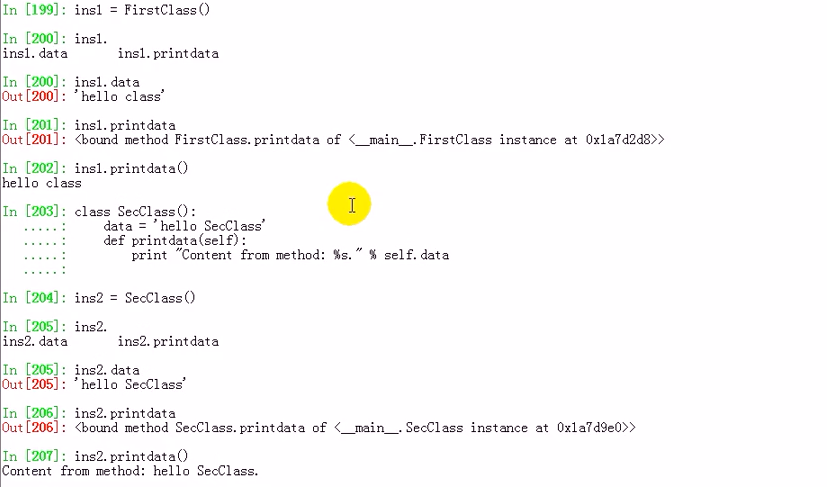 In [199]: ins1 = FirstClass()
In [200]: ins1.
ins1.data       ins1.printdata
In [200]: ins1.data
Out[200]: 'hello class'
In [201]: ins1.printdata
Out[201]: <bound method FirstClass.printdata of <__main__.FirstClass instance at 0x1a7d2d8>>
In [202]: ins1.printdata()
hello class
In [203]: class SecClass():
   .....:     data = 'hello SecClass'
   .....:     def printdata(self):
   .....:         print "Content from method: %s." % self.data
   .....:
In [204]: ins2 = SecClass()
In [205]: ins2.
ins2.data       ins2.printdata
In [205]: ins2.data
Out[205]: 'hello SecClass'
In [206]: ins2.printdata
Out[206]: <bound method SecClass.printdata of <__main__.SecClass instance at 0x1a7d9e0>>
In [207]: ins2.printdata()
Content from method: hello SecClass.